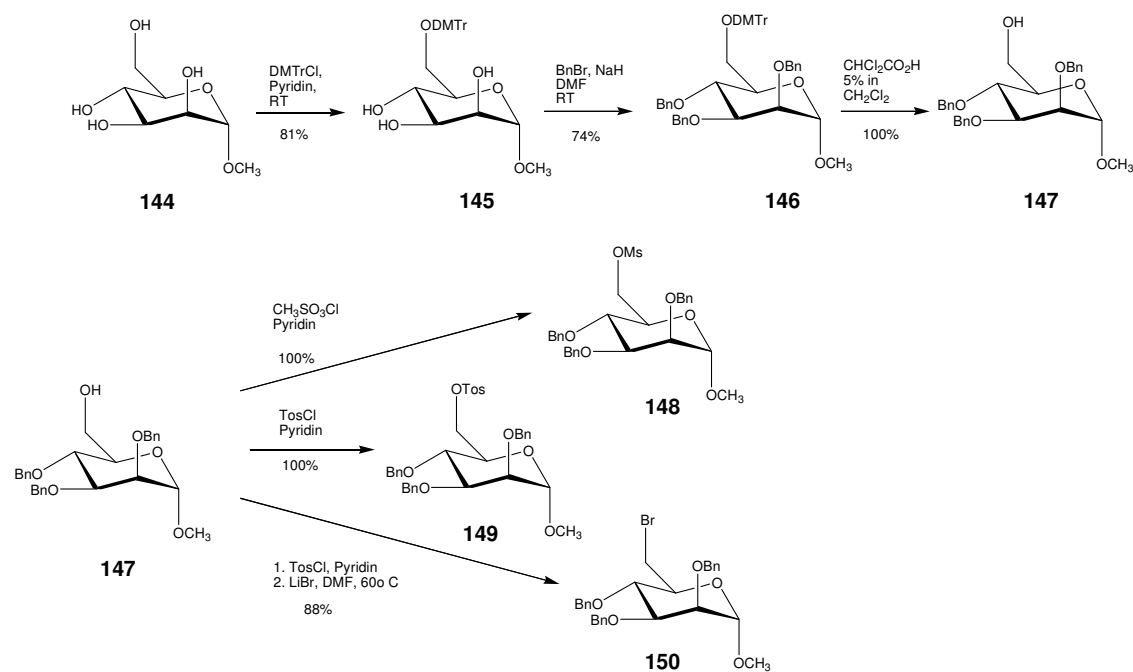 OH
OH
HO
HO
O
OCH3
144
DMTrCl,
Pyridin,
RT
81%
ODMTr
OH
HO
HO
O
OCH3
145
BnBr, NaH
DMF
RT
74%
ODMTr
OBn
BnO
BnO
O
OCH3
146
CHCl2CO2H
5% in
CH2Cl2
100%
OH
OBn
BnO
BnO
O
OCH3
147
OH
OBn
BnO
BnO
O
OCH3
147
CH3SO3Cl
Pyridin
100%
OMs
OBn
BnO
BnO
O
OCH3
148
TosCl
Pyridin
100%
OTos
OBn
BnO
BnO
O
OCH3
149
1. TosCl, Pyridin
2. LiBr, DMF, 60o C
88%
Br
OBn
BnO
BnO
O
OCH3
150